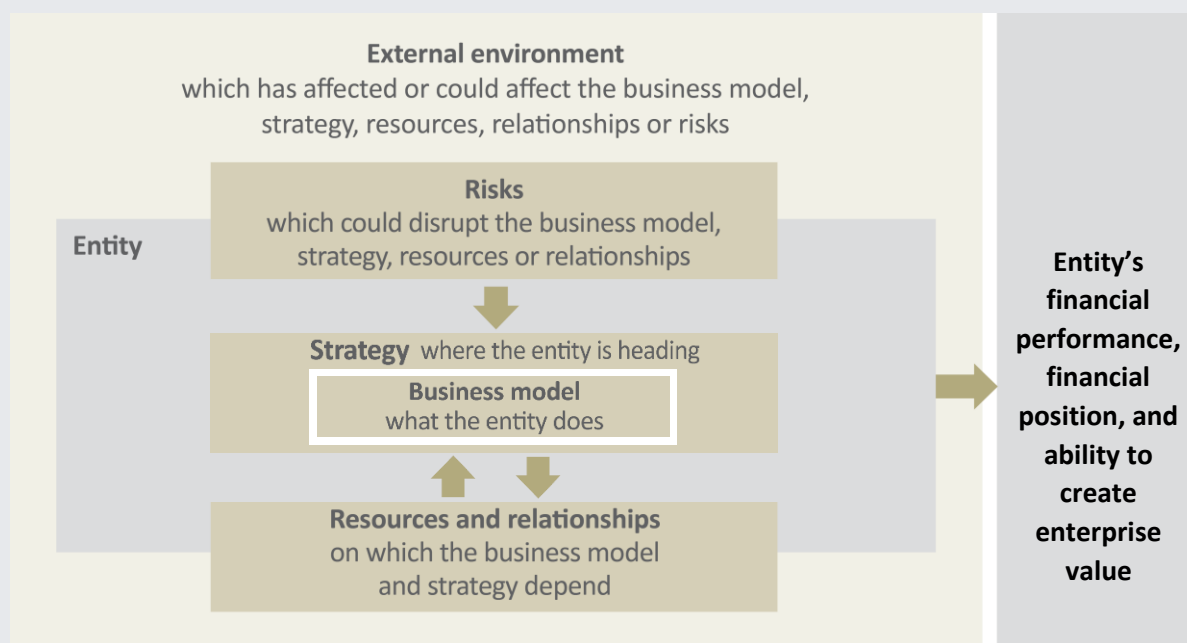 External environment
which has affected or could affect the business model,
strategy, resources, relationships or risks
Risks
which could disrupt the business model,
strategy, resources or relationships
Entity
Strategy where the entity is heading
Business model
what the entity does
Resources and relationships
on which the business model
and strategy depend
Entity’s
financial
performance,
financial
position, and
ability to
create
enterprise
value